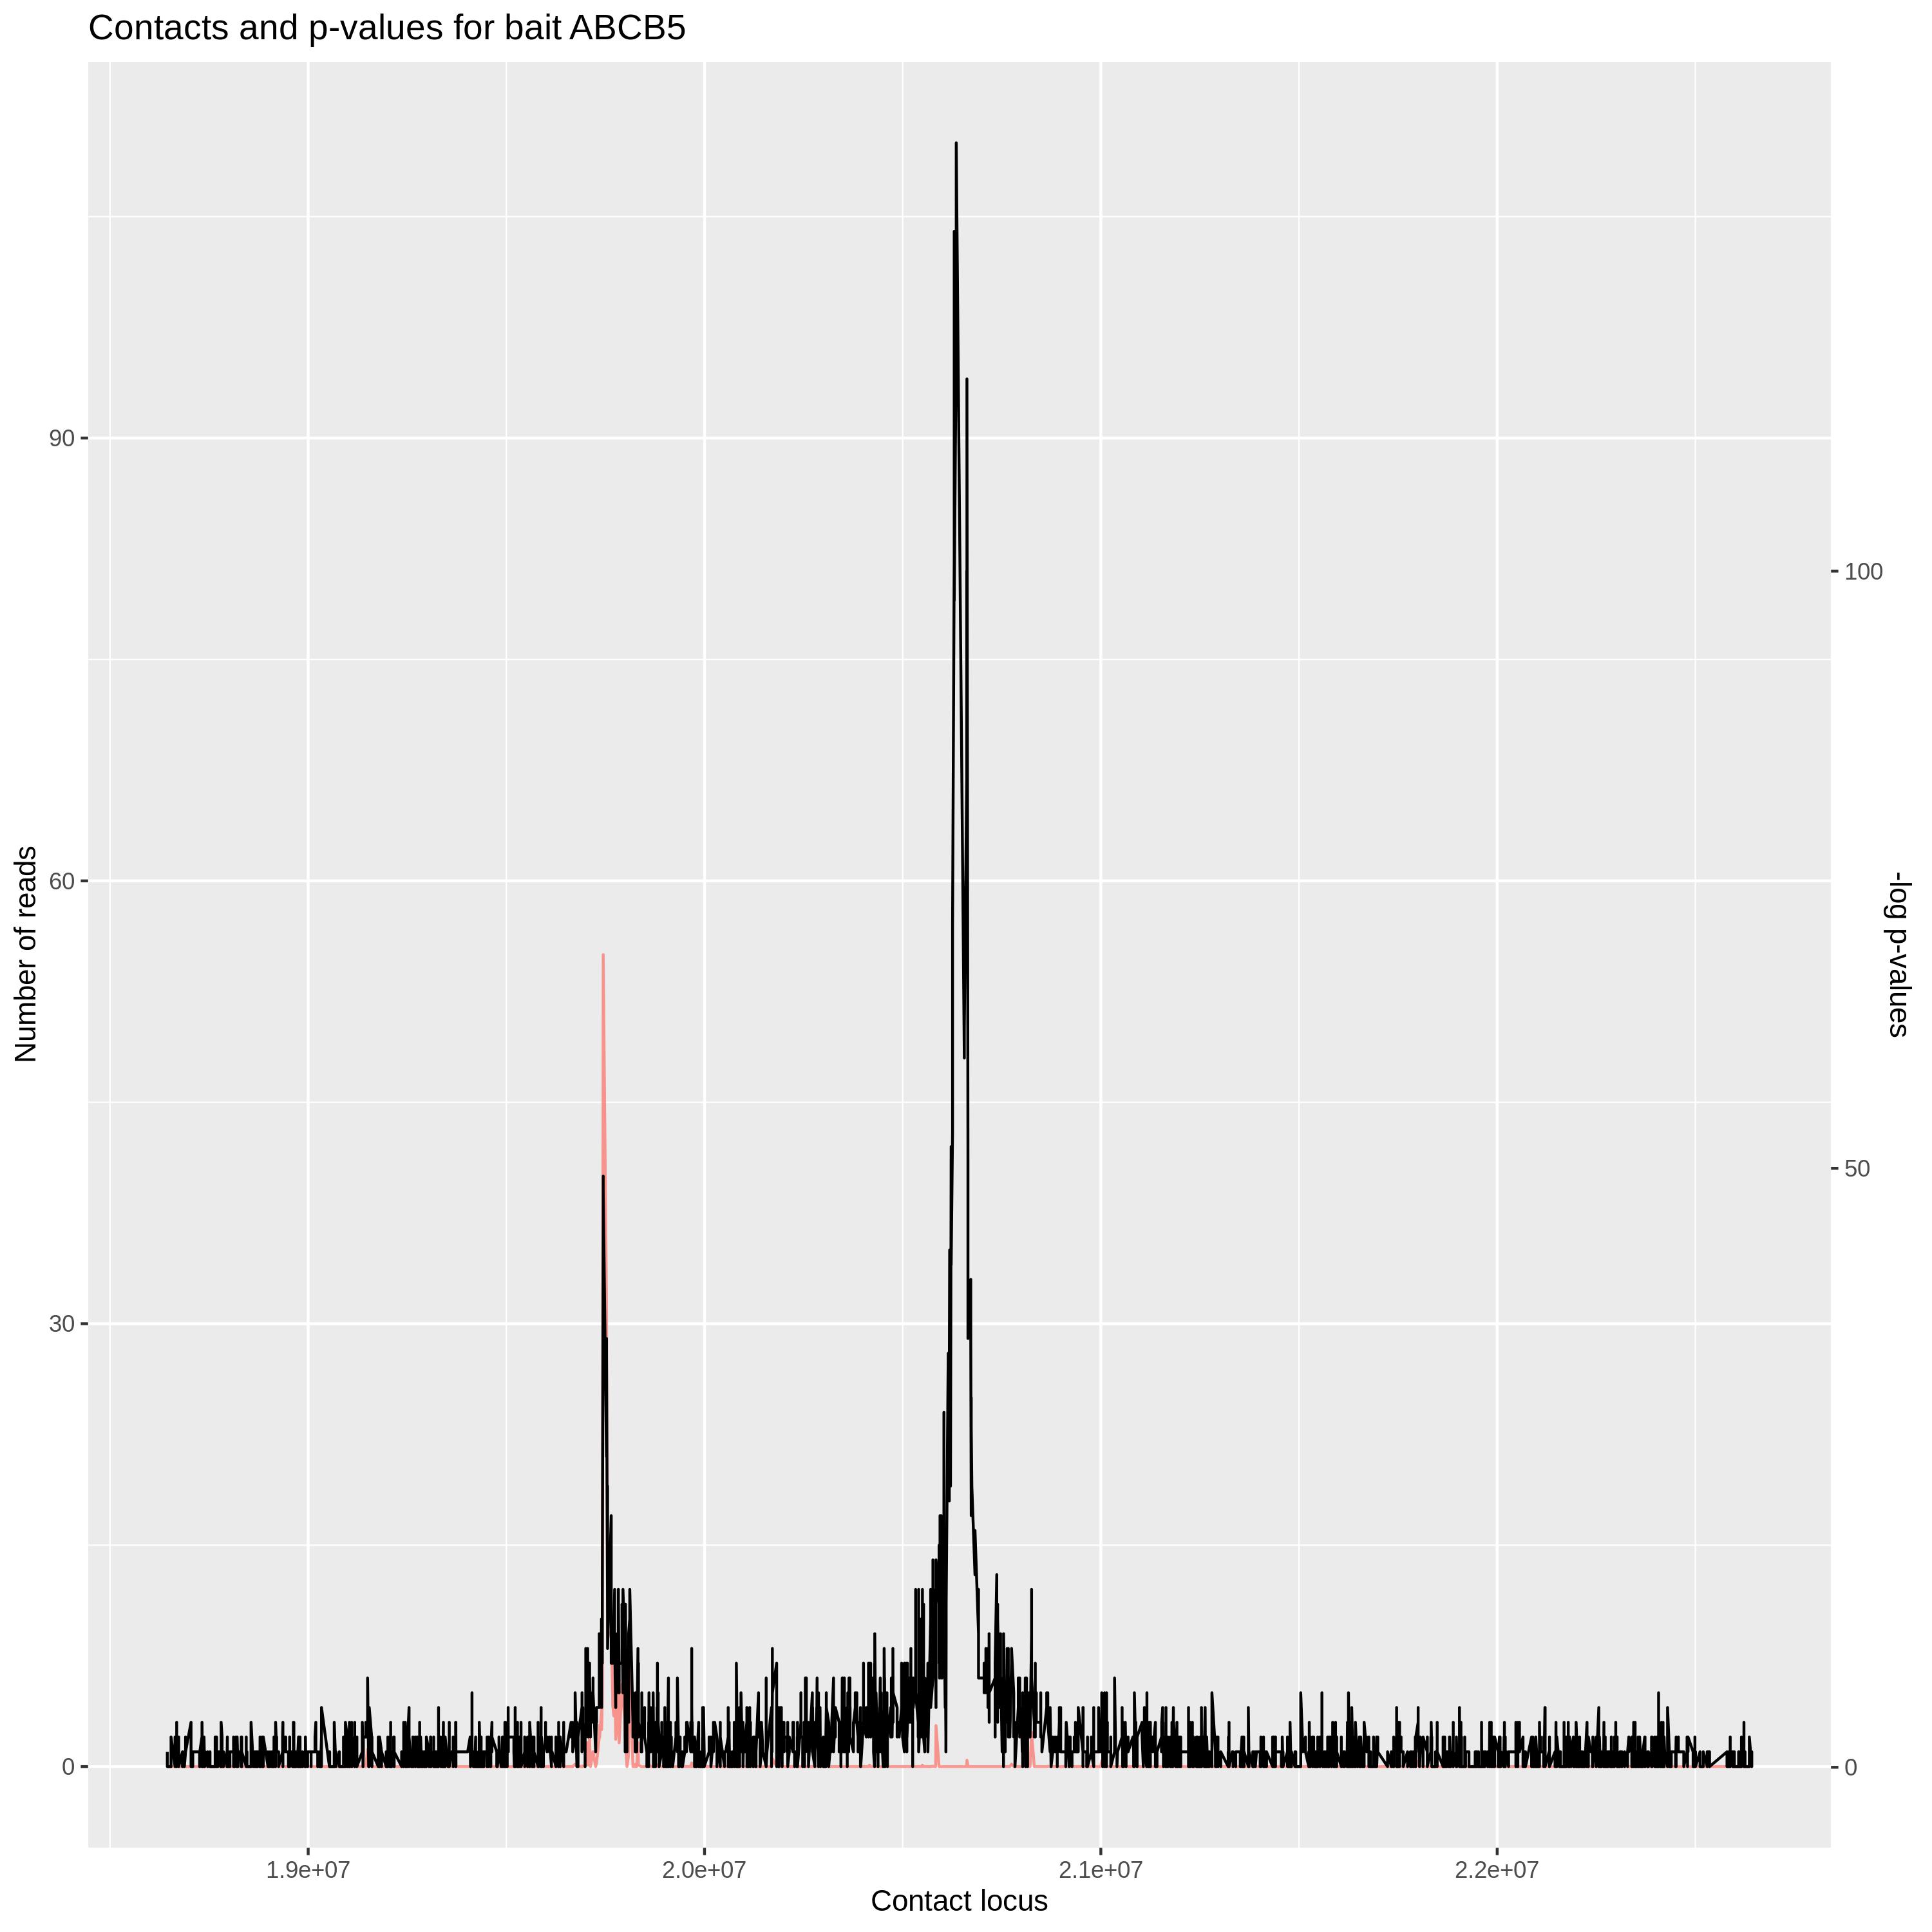 Contacts and p-values for bait ABCB5
Number of reads
90
60
30
0
100
50
0
-log p-values
1.9e+07
2.0e+07
2.1e+07
2.2e+07
Contact locus